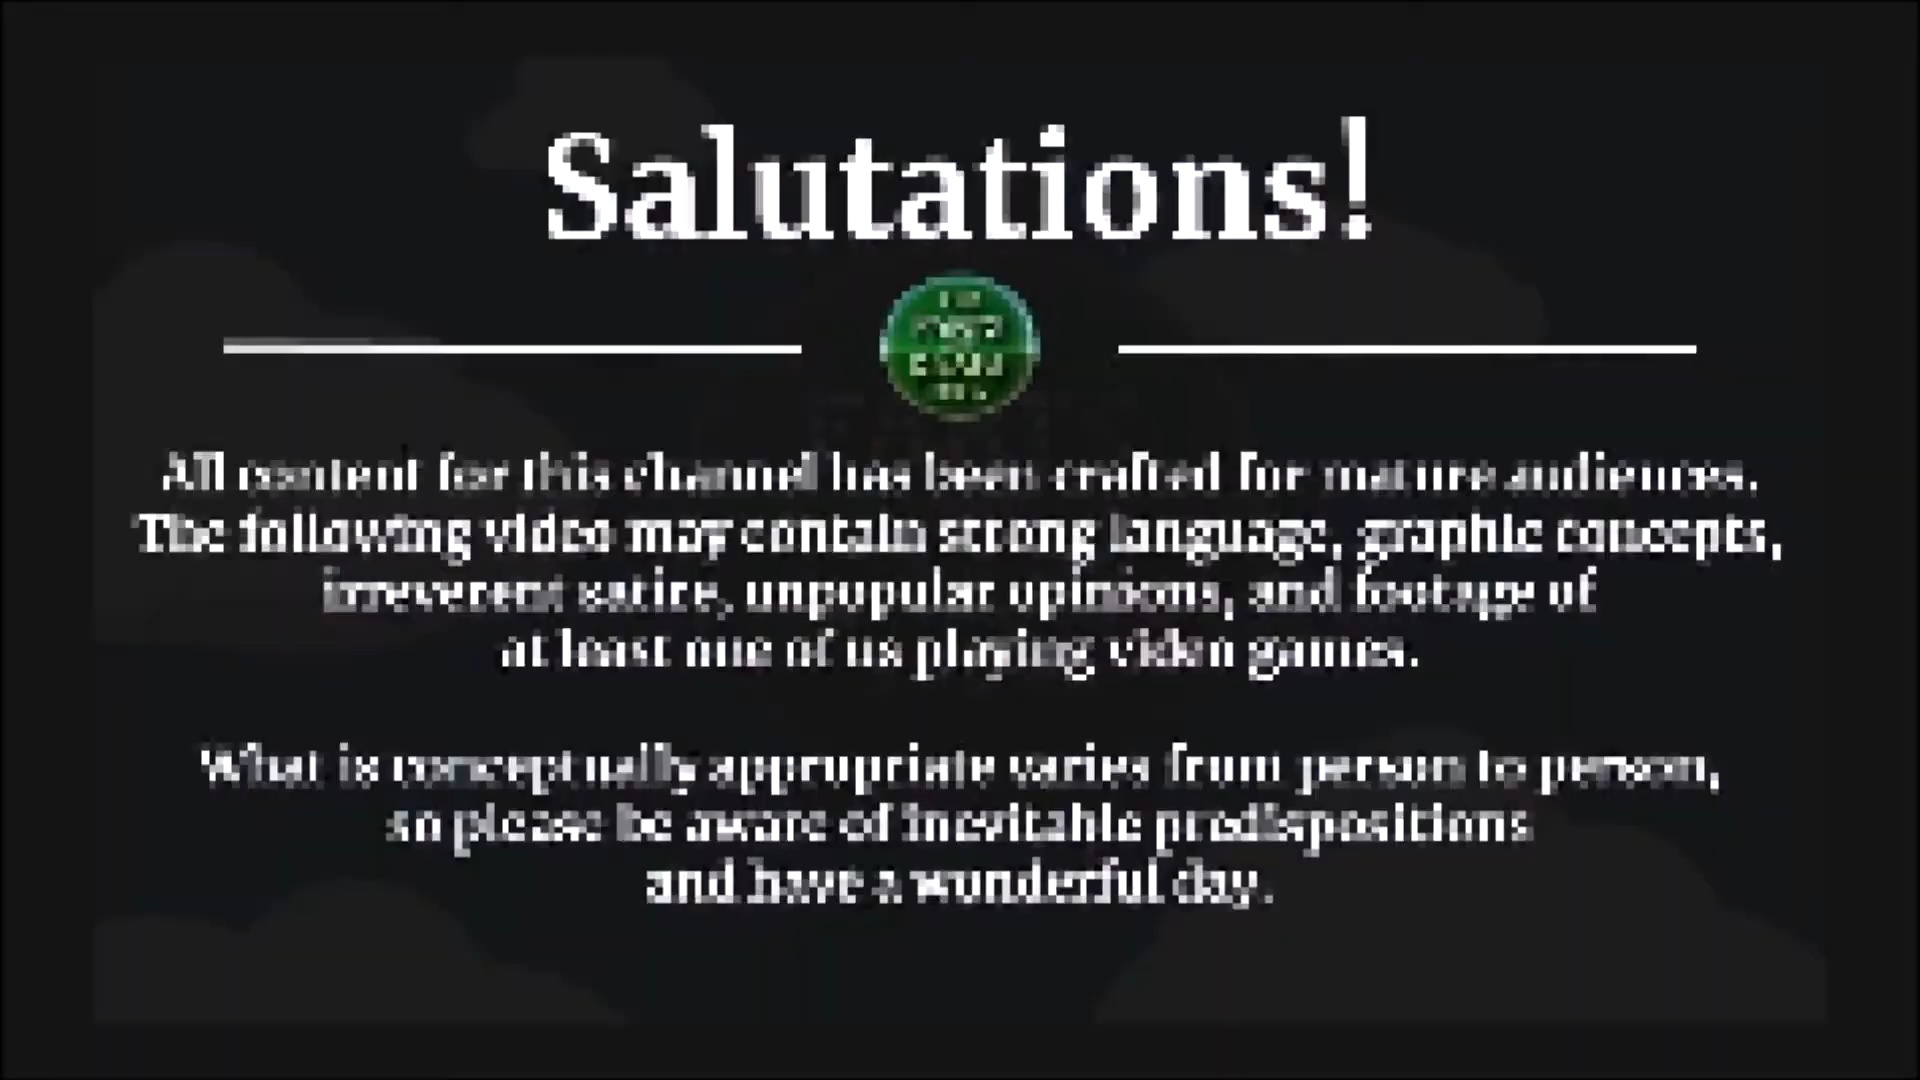 Salutations!
All content for this channel has been crafted for mature audiences.
The following video may contain strong language, graphic concepts,
irreverent satire, unpopular opinions, and footage of
at least one of us playing video games.
What is conceptually appropriate varies from person to person,
so please be aware of inevitable predispositions
and have a wonderful day.